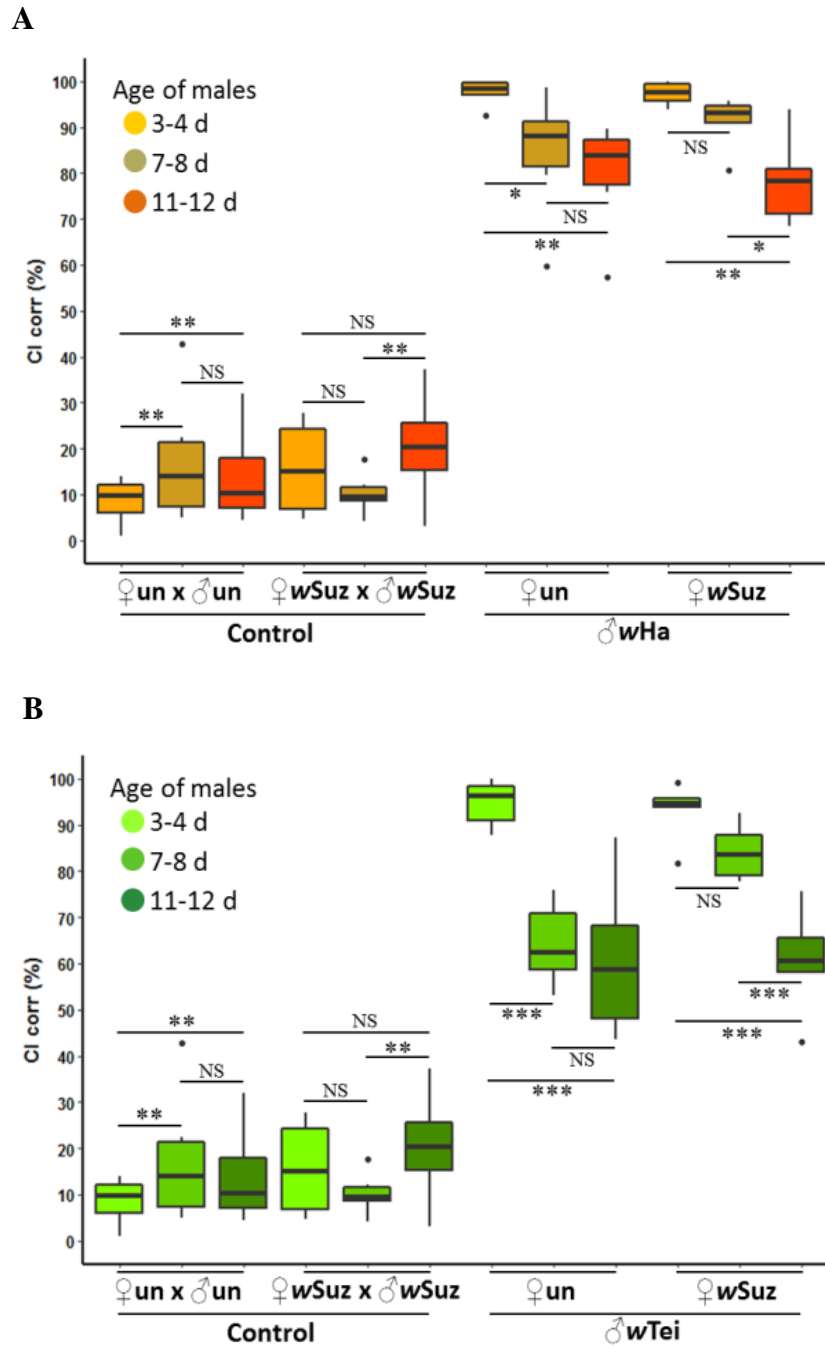 A
Age of males
3-4 d
7-8 d
11-12 d
CI corr (%)
100
90
80
70
60
50
40
30
20
10
0
**
NS
**
NS
**
NS
*
NS
**
NS
*
**
♀un x ♂un
♀wSuz x ♂wSuz
♀un
♀wSuz
Control
♂wHa
B
Age of males
3-4 d
7-8 d
11-12 d
CI corr (%)
100
90
80
70
60
50
40
30
20
10
0
**
NS
**
NS
**
NS
***
NS
***
NS
***
***
♀un x ♂un
♀wSuz x ♂wSuz
♀un
♀wSuz
Control
♂wTei